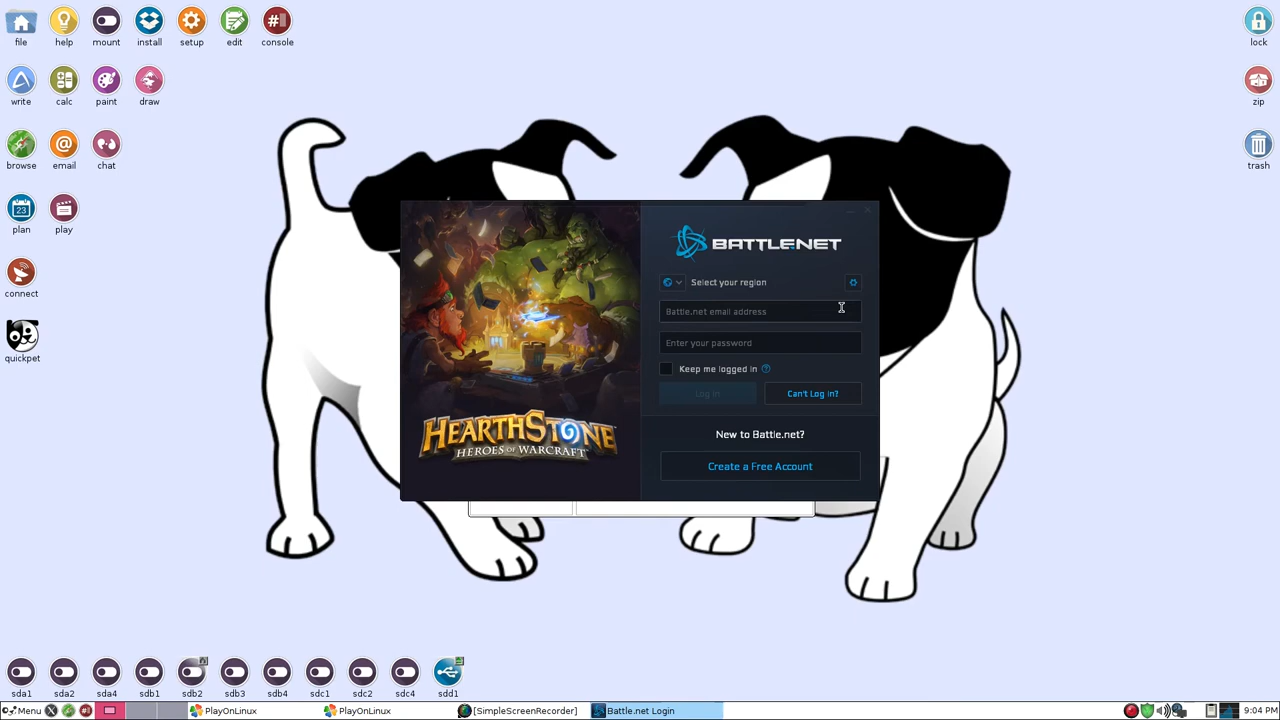 file
help
mount
install
setup
edit
console
lock
write
calc
paint
draw
zip
browse
email
chat
trash
23
plan
play
connect
quickpet
BATTLE.NET
Select your region
Battle.net email address
Enter your password
Keep me logged in ?
Log in
Can't Log in?
New to Battle.net?
Create a Free Account
HEARTHSTONE
HEROES OF WARCRAFT
sda1
sda2
sda4
sdb1
sdb2
sdb3
sdb4
sdc1
sdc2
sdc4
sdd1
Menu
PlayOnLinux
PlayOnLinux
[SimpleScreenRecorder]
Battle.net Login
9:04 PM